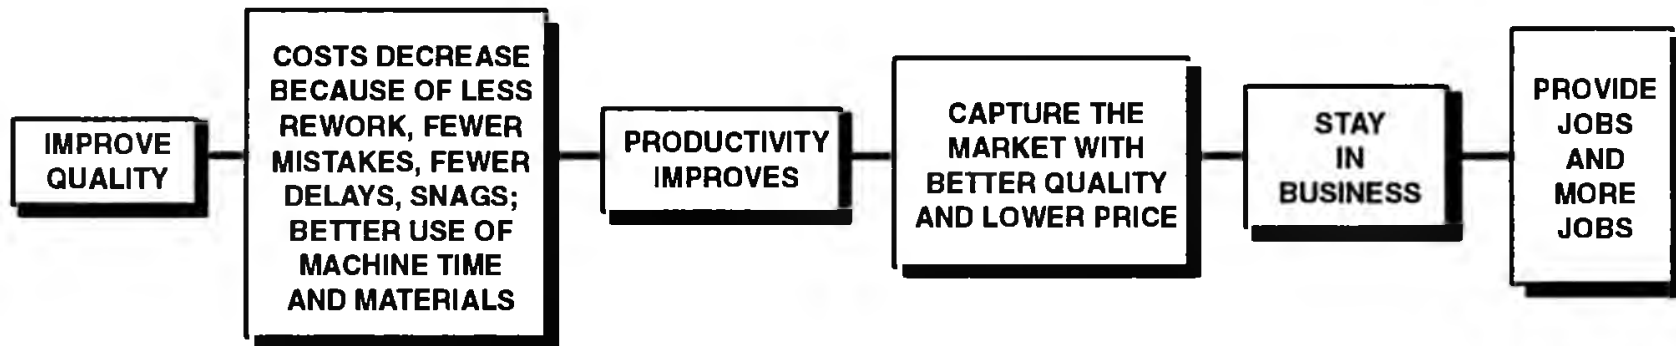 IMPROVE
QUALITY
COSTS DECREASE
BECAUSE OF LESS
REWORK, FEWER
MISTAKES, FEWER
DELAYS, SNAGS;
BETTER USE OF
MACHINE TIME
AND MATERIALS
PRODUCTIVITY
IMPROVES
CAPTURE THE
MARKET WITH
BETTER QUALITY
AND LOWER PRICE
STAY
IN
BUSINESS
PROVIDE
JOBS
AND
MORE
JOBS